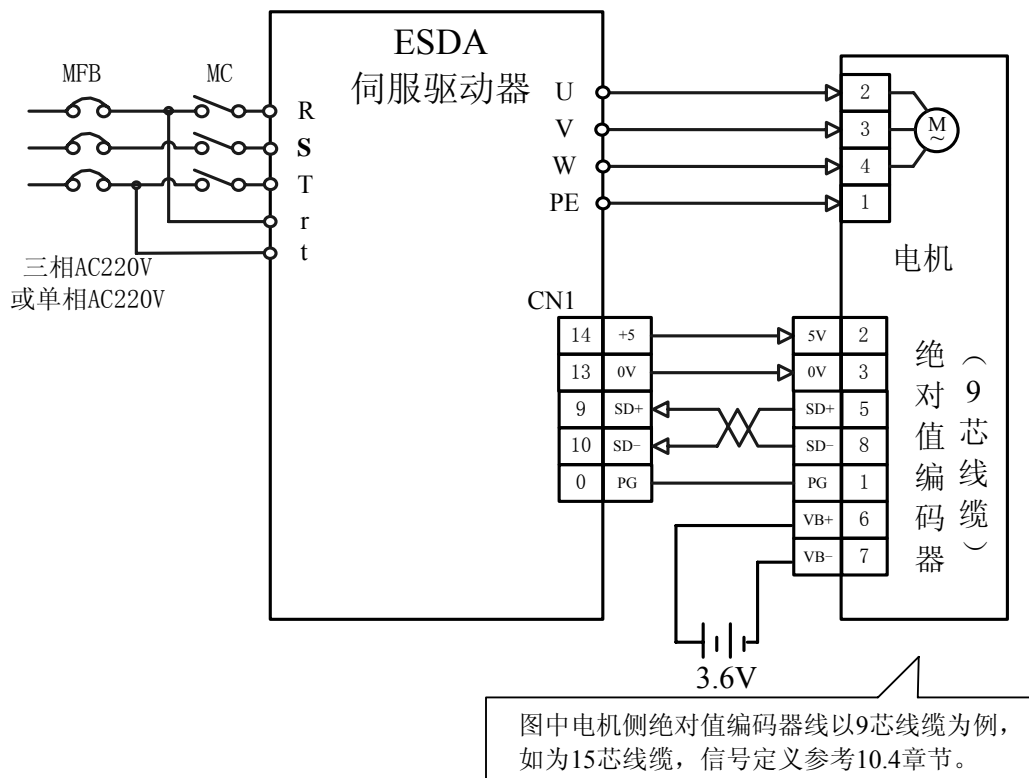 ESDA
伺服驱动器
MFB
MC
R
S
T
r
t
三相AC220V
或单相AC220V
U
V
W
PE
2
3
4
1
M
~
电机
CN1
14 +5
13 0V
9 SD+
10 SD-
0 PG
5V 2
0V 3
SD+ 5
SD- 8
PG 1
VB+ 6
VB- 7
绝对值编码器
（9芯线缆）
3.6V
图中电机侧绝对值编码器线以9芯线缆为例，
如为15芯线缆，信号定义参考10.4章节。